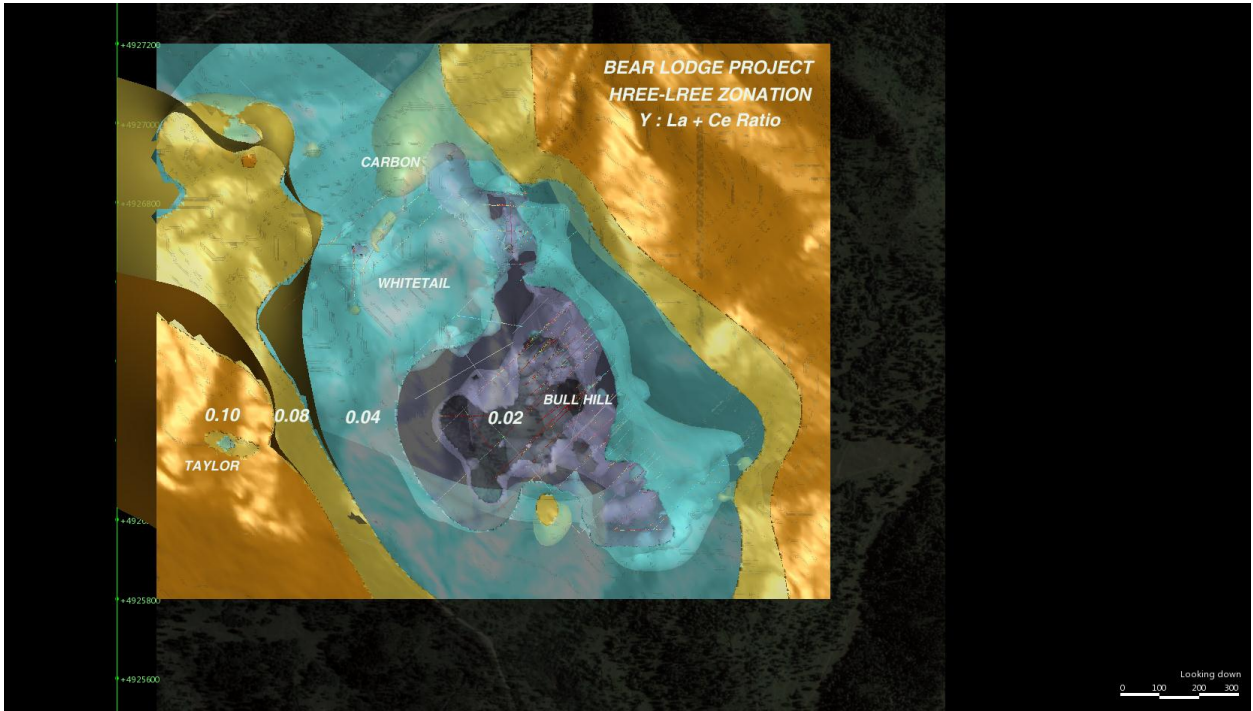 +4927200
BEAR LODGE PROJECT
HREE-LREE ZONATION
Y : La + Ce Ratio
+4927000
CARBON
+4926800
WHITETAIL
BULL HILL
0.10
0.08
0.04
0.02
TAYLOR
+4925800
+4925600
Looking down
0 100 200 300